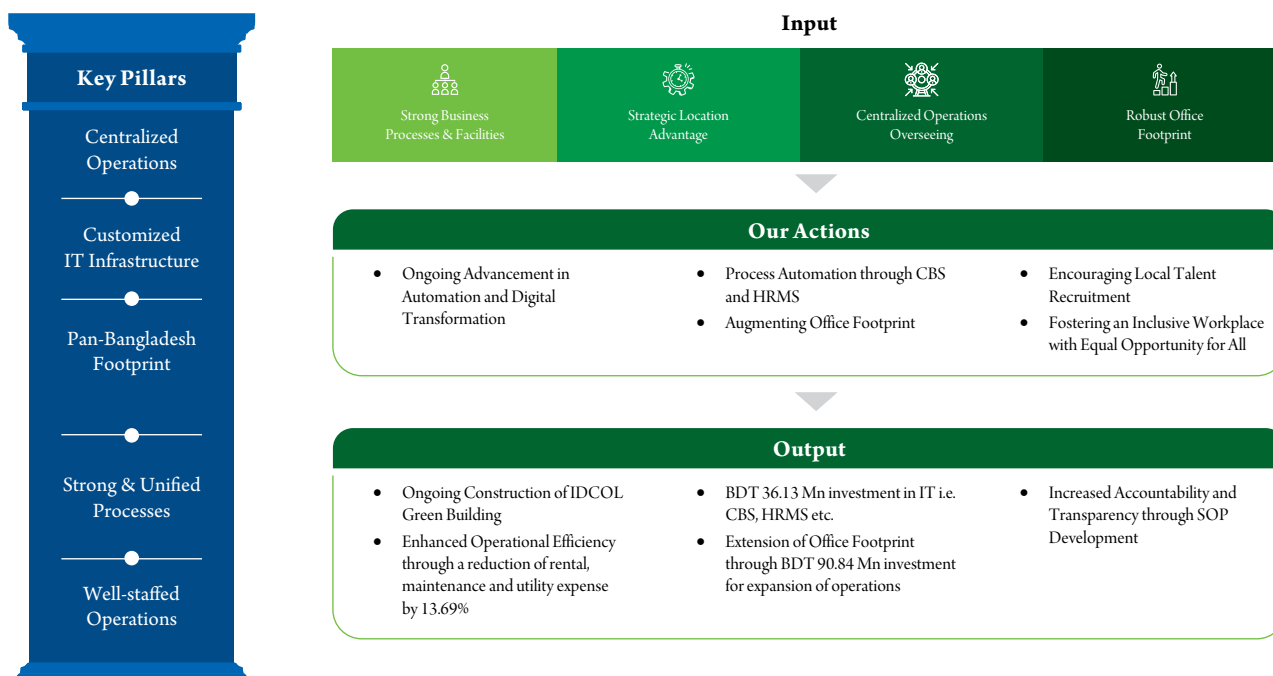 Key Pillars
Centralized
Operations
Customized
IT Infrastructure
Pan-Bangladesh
Footprint
Strong & Unified
Processes
Well-staffed
Operations
Input
Strong Business
Processes & Facilities
Strategic Location
Advantage
Centralized Operations
Overseeing
Robust Office
Footprint
Our Actions
• Ongoing Advancement in
Automation and Digital
Transformation
• Process Automation through CBS
and HRMS
• Augmenting Office Footprint
• Encouraging Local Talent
Recruitment
• Fostering an Inclusive Workplace
with Equal Opportunity for All
Output
• Ongoing Construction of IDCOL
Green Building
• Enhanced Operational Efficiency
through a reduction of rental,
maintenance and utility expense
by 13.69%
• BDT 36.13 Mn investment in IT i.e.
CBS, HRMS etc.
• Extension of Office Footprint
through BDT 90.84 Mn investment
for expansion of operations
• Increased Accountability and
Transparency through SOP
Development